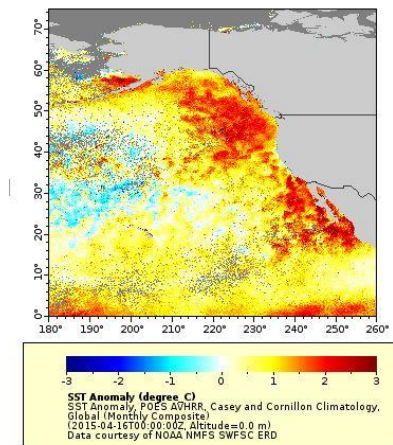 70°
60°
50°
40°
30°
20°
10°
0°
180° 190° 200° 210° 220° 230° 240° 250° 260°
-3 -2 -1 0 1 2 3
SST Anomaly (degree_C)
SST Anomaly, POES AVHRR, Casey and Cornillon Climatology,
Global (Monthly Composite)
(2015-04-16T00:00:00Z, Altitude=0.0 m)
Data courtesy of NOAA NMFS SWFSC ERD